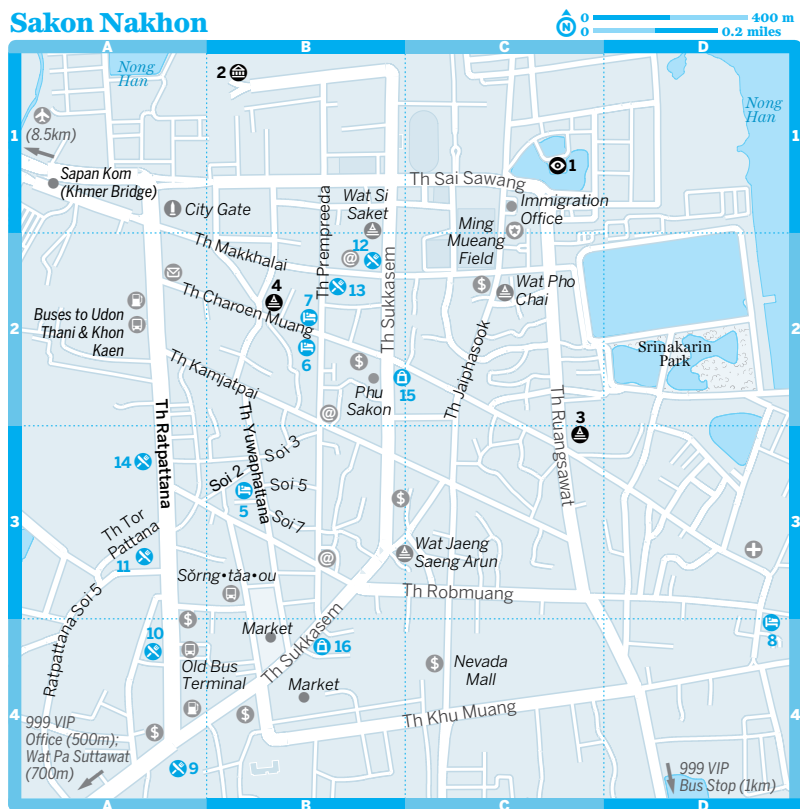 Sakon Nakhon
N
0 400 m
0 0.2 miles
A B C D
Nong
Han
2
Nong
Han
1 1
(8.5km)
1
Sapan Kom
(Khmer Bridge)
Th Sai Sawang
City Gate
Wat Si
Saket
Immigration
Office
Ming
Mueang
Field
Th Makkhalai
Th Prempreeda
12
@
13
Th Sukkasem
$
Wat Pho
Chai
4
Th Charoen Muang
7
Buses to Udon
Thani & Khon
Kaen
2 2
6
Srinakarin
Park
Th Kamjatpai
$
Phu
Sakon
15
Th Jaiphasook
@
Th Ratpattana
Th Yuwaphattana
Th Ruangsawat
3
14
Soi 2
Soi 3
Soi 5
5
Soi 7
$
3 3
Th Tor
Pattana
11
@
Wat Jaeng
Saeng Arun
Sŏrng•tăa•ou
Th Robmuang
Ratpattana Soi 5
$
10
Market
Th Sukkasem
16
8
Old Bus
Terminal
$
Nevada
Mall
Market
4 4
$
$
Th Khu Muang
999 VIP
Office (500m);
Wat Pa Suttawat
(700m)
9
999 VIP
Bus Stop (1km)
A B C D